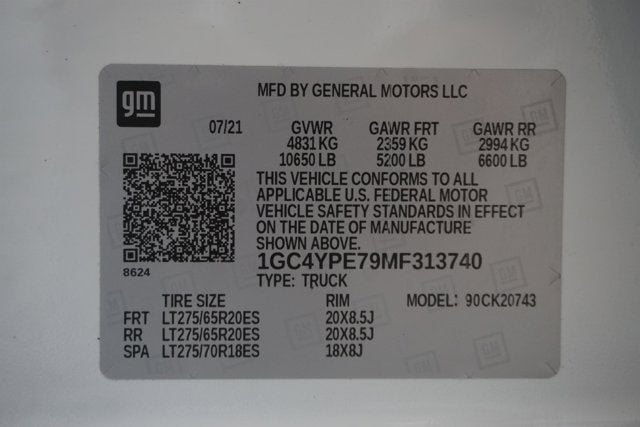 gm
MFD BY GENERAL MOTORS LLC
07/21 GVWR GAWR FRT GAWR RR
4831 KG 2359 KG 2994 KG
10650 LB 5200 LB 6600 LB
THIS VEHICLE CONFORMS TO ALL
APPLICABLE U.S. FEDERAL MOTOR
VEHICLE SAFETY STANDARDS IN EFFECT
ON THE DATE OF MANUFACTURE
SHOWN ABOVE.
8624
1GC4YPE79MF313740
TYPE: TRUCK
TIRE SIZE RIM MODEL: 90CK20743
FRT LT275/65R20ES 20X8.5J
RR LT275/65R20ES 20X8.5J
SPA LT275/70R18ES 18X8J